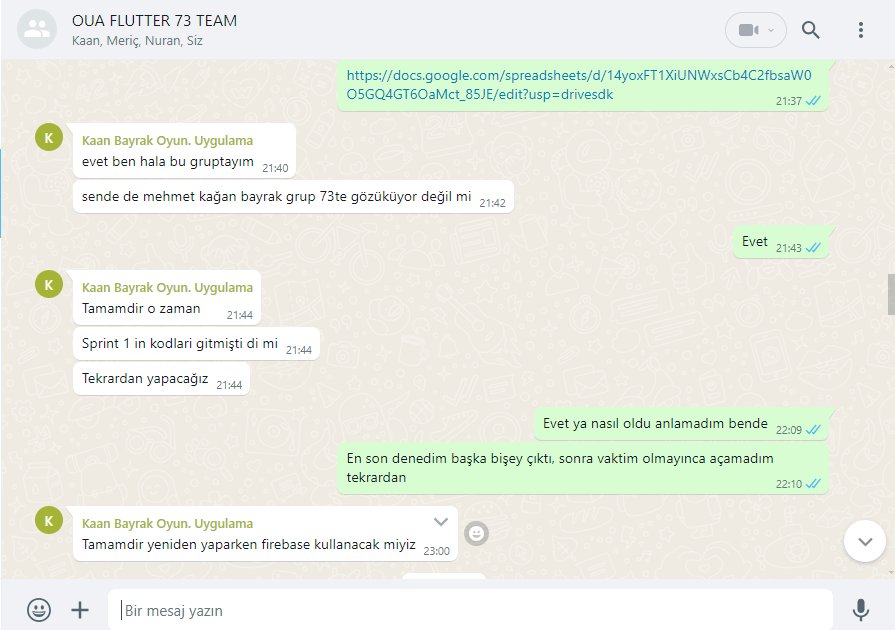 OUA FLUTTER 73 TEAM
Kaan, Meriç, Nuran, Siz
https://docs.google.com/spreadsheets/d/14yoxFT1XiUNWxsCb4C2fbsaW0
O5GQ4GT6OaMct_85JE/edit?usp=drivesdk
21:37
K
Kaan Bayrak Oyun. Uygulama
evet ben hala bu gruptayım 21:40
sende de mehmet kağan bayrak grup 73te gözüküyor değil mi 21:42
Evet 21:43
K
Kaan Bayrak Oyun. Uygulama
Tamamdir o zaman 21:44
Sprint 1 in kodlari gitmişti di mi 21:44
Tekrardan yapacağız 21:44
Evet ya nasıl oldu anlamadım bende 22:09
En son denedim başka bişey çıktı, sonra vaktim olmayınca açamadım
tekrardan
22:10
K
Kaan Bayrak Oyun. Uygulama
Tamamdir yeniden yaparken firebase kullanacak miyiz 23:00
Bir mesaj yazın